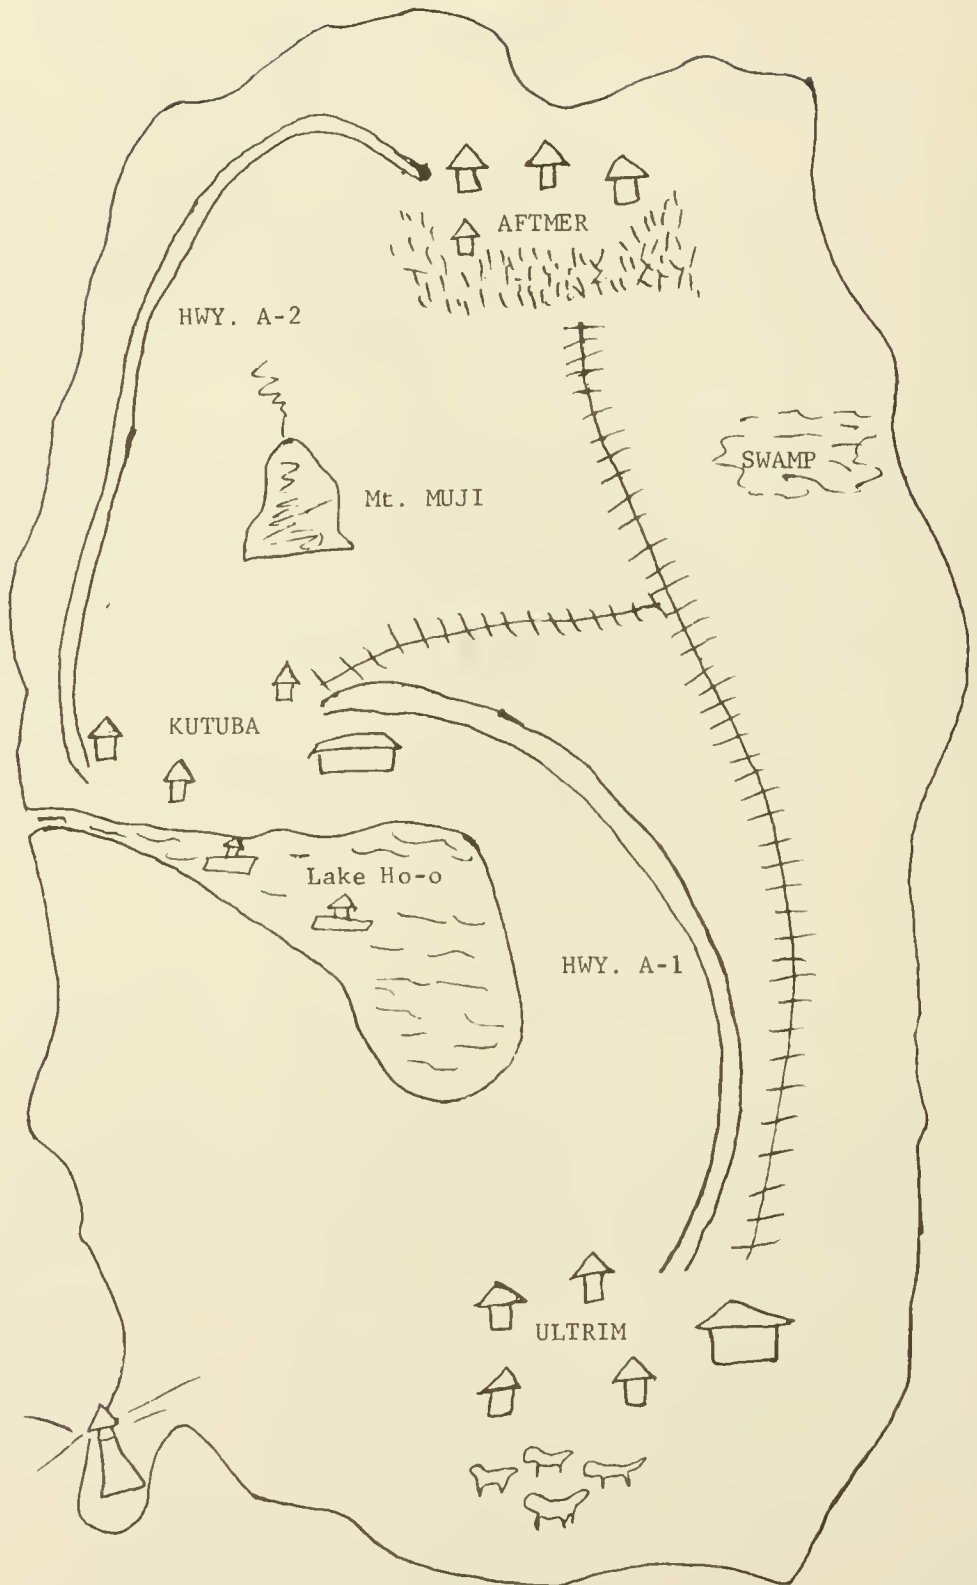 AFTMER
HWY. A-2
SWAMP
Mt. MUJI
KUTUBA
Lake Ho-o
HWY. A-1
ULTRIM